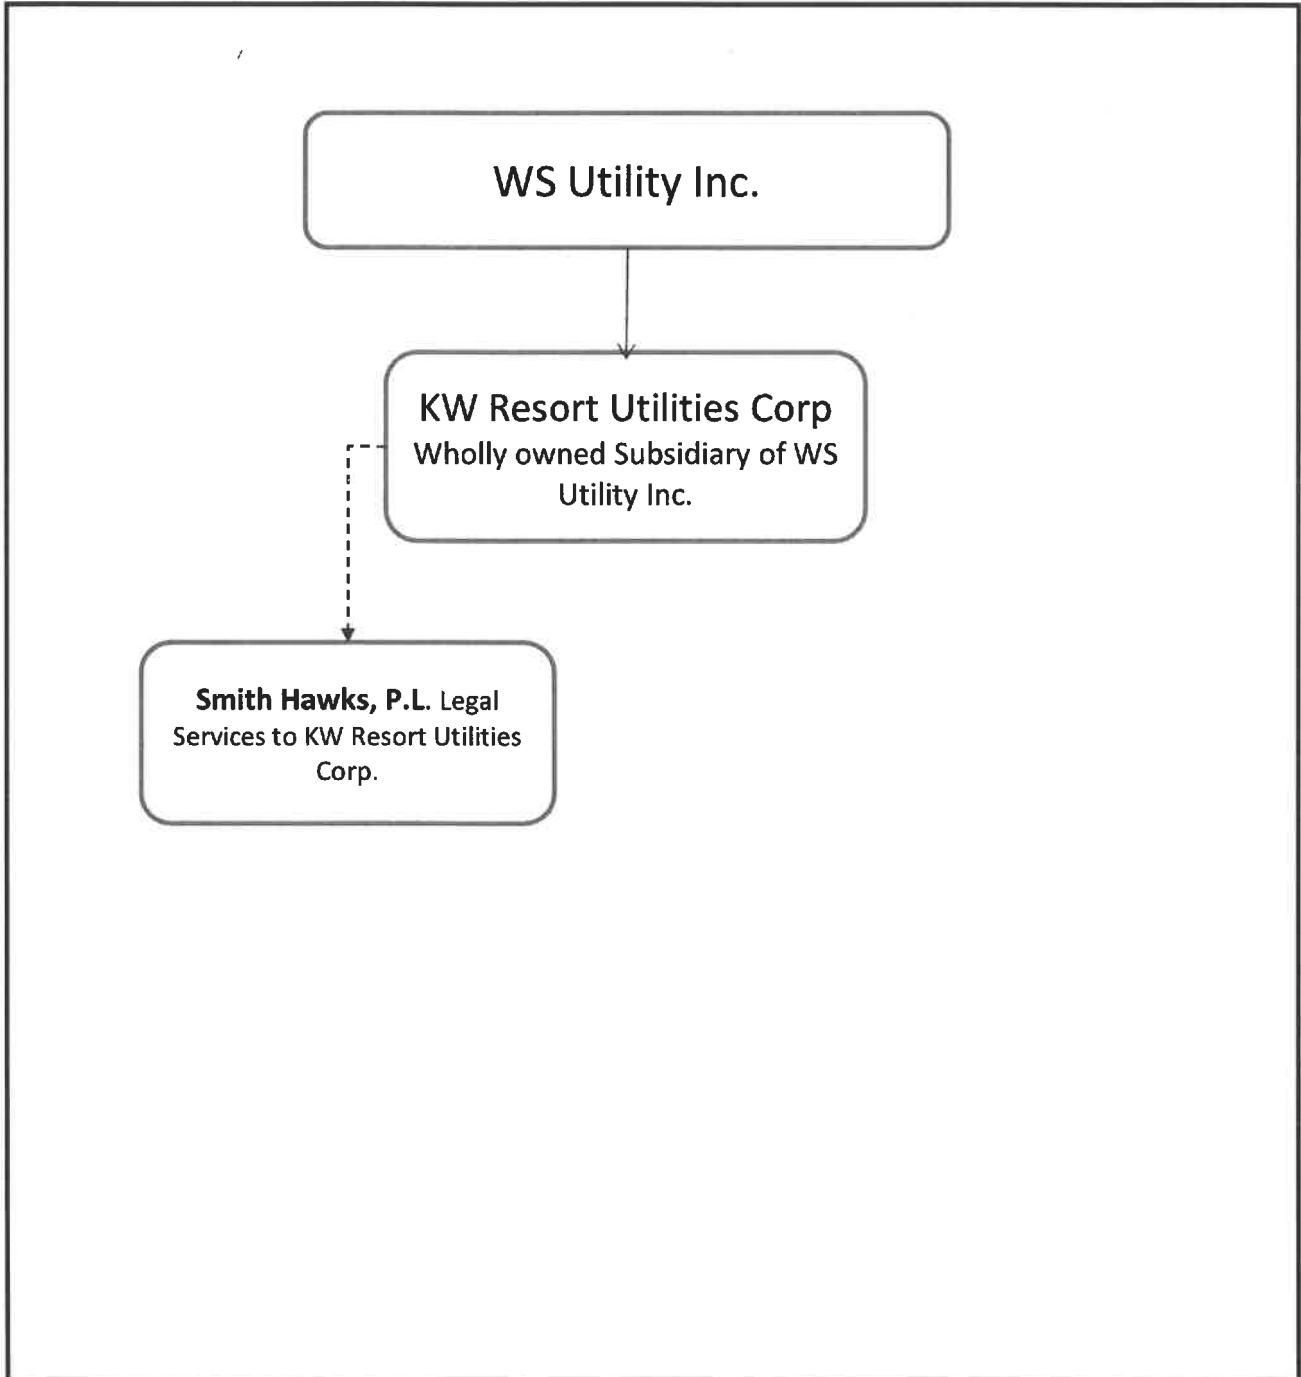 WS Utility Inc.
KW Resort Utilities Corp
Wholly owned Subsidiary of WS
Utility Inc.
Smith Hawks, P.L. Legal
Services to KW Resort Utilities
Corp.